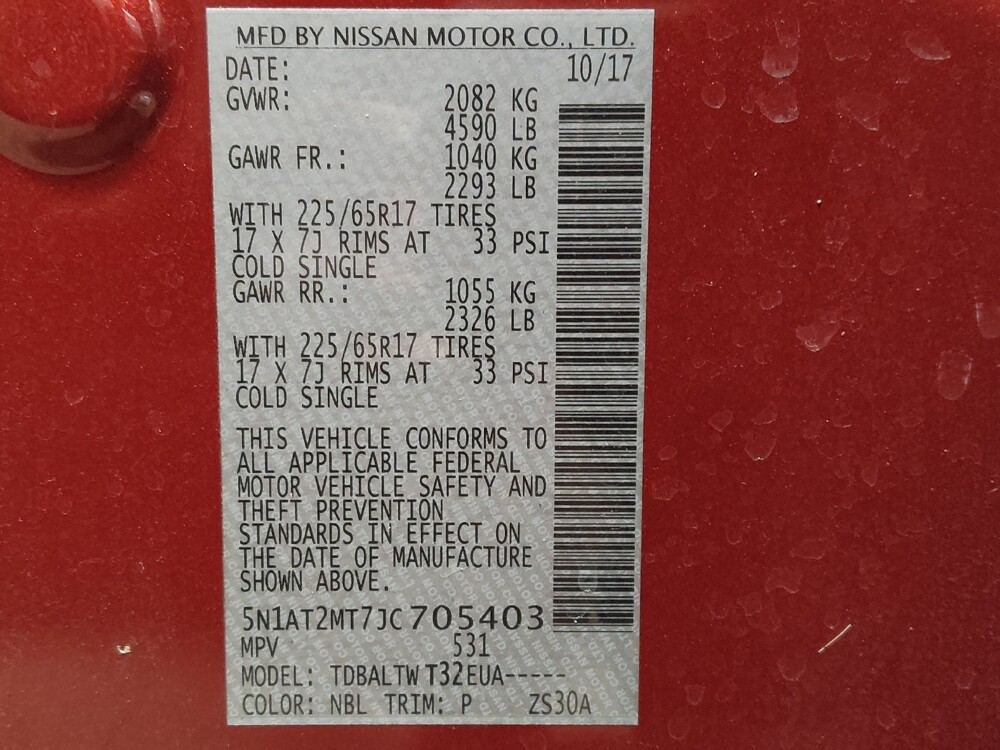 MFD BY NISSAN MOTOR CO., LTD.
DATE: 10/17
GVWR: 2082 KG
4590 LB
GAWR FR.: 1040 KG
2293 LB
WITH 225/65R17 TIRES
17 X 7J RIMS AT 33 PSI
COLD SINGLE
GAWR RR.: 1055 KG
2326 LB
WITH 225/65R17 TIRES
17 X 7J RIMS AT 33 PSI
COLD SINGLE
THIS VEHICLE CONFORMS TO
ALL APPLICABLE FEDERAL
MOTOR VEHICLE SAFETY AND
THEFT PREVENTION
STANDARDS IN EFFECT ON
THE DATE OF MANUFACTURE
SHOWN ABOVE.
5N1AT2MT7JC705403
MPV 531
MODEL: TDBALTW T32EUA-----
COLOR: NBL TRIM: P ZS30A